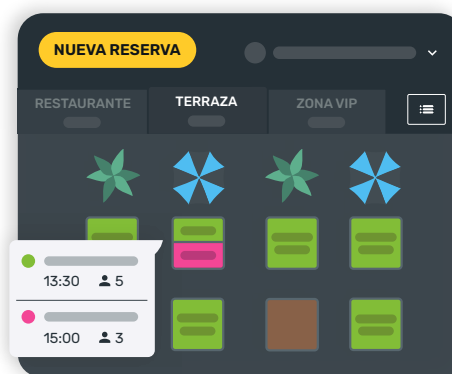 NUEVA RESERVA
RESTAURANTE
TERRAZA
ZONA VIP
13:30 5
15:00 3